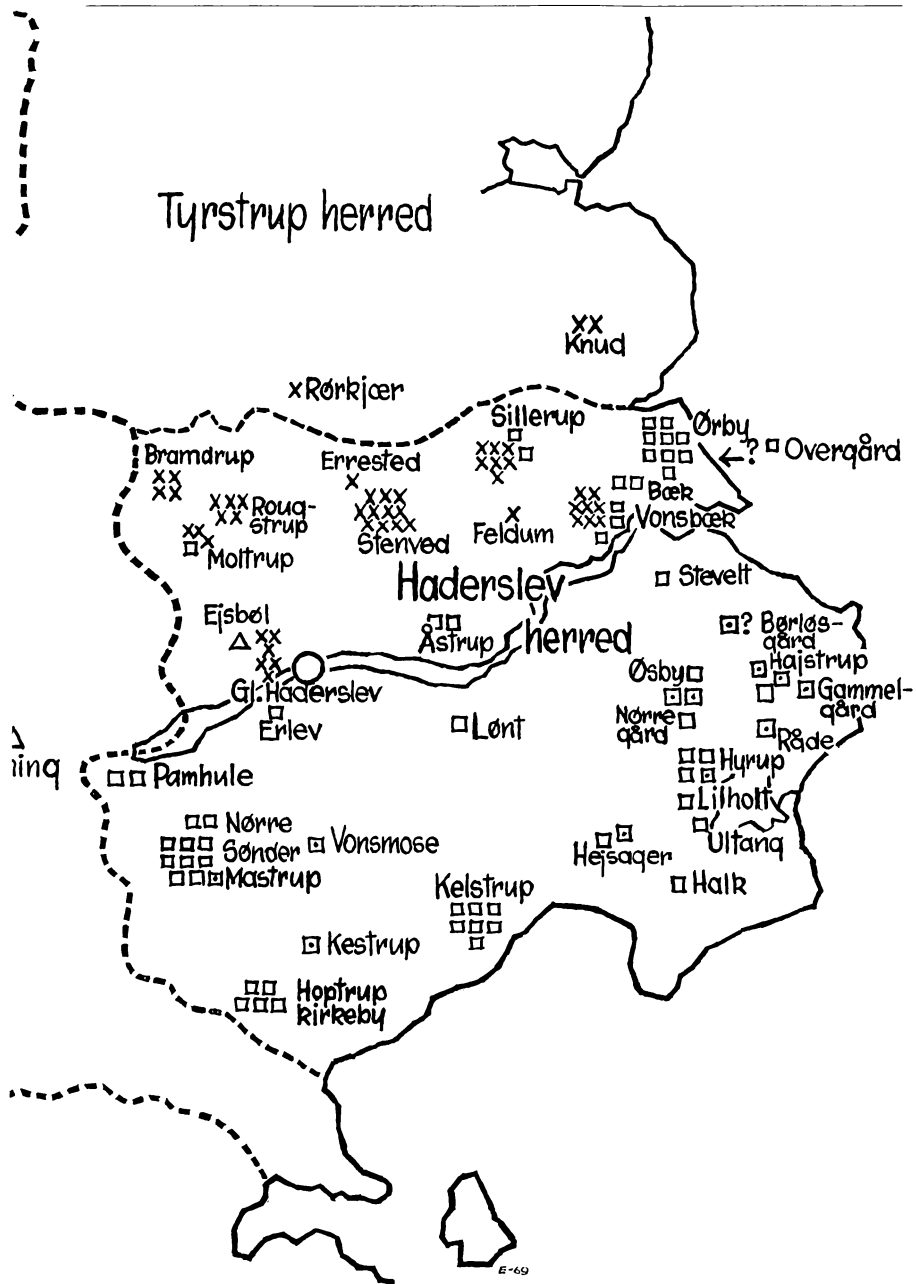 Tyrstrup herred
Knud
Rørkjær
Sillerup
Ørby
?
Overgård
Bramdrup
Errested
Bæk
Roug-
strup
Vonsbæk
Stenved
Feldum
Moltrup
Haderslev
herred
Stevelt
Ejsbøl
Åstrup
? Børløs-
gård
Hajstrup
Øsby
Gl. Haderslev
Gammel-
gård
Erlev
Lønt
Nørre
gård
Råde
ning
Pamhule
Hyrup
Lilholt
Nørre
Sønder
Mastrup
Vonsmose
Hejsager
Ultang
Kelstrup
Halk
Kestrup
Hoptrup
kirkeby
E-69